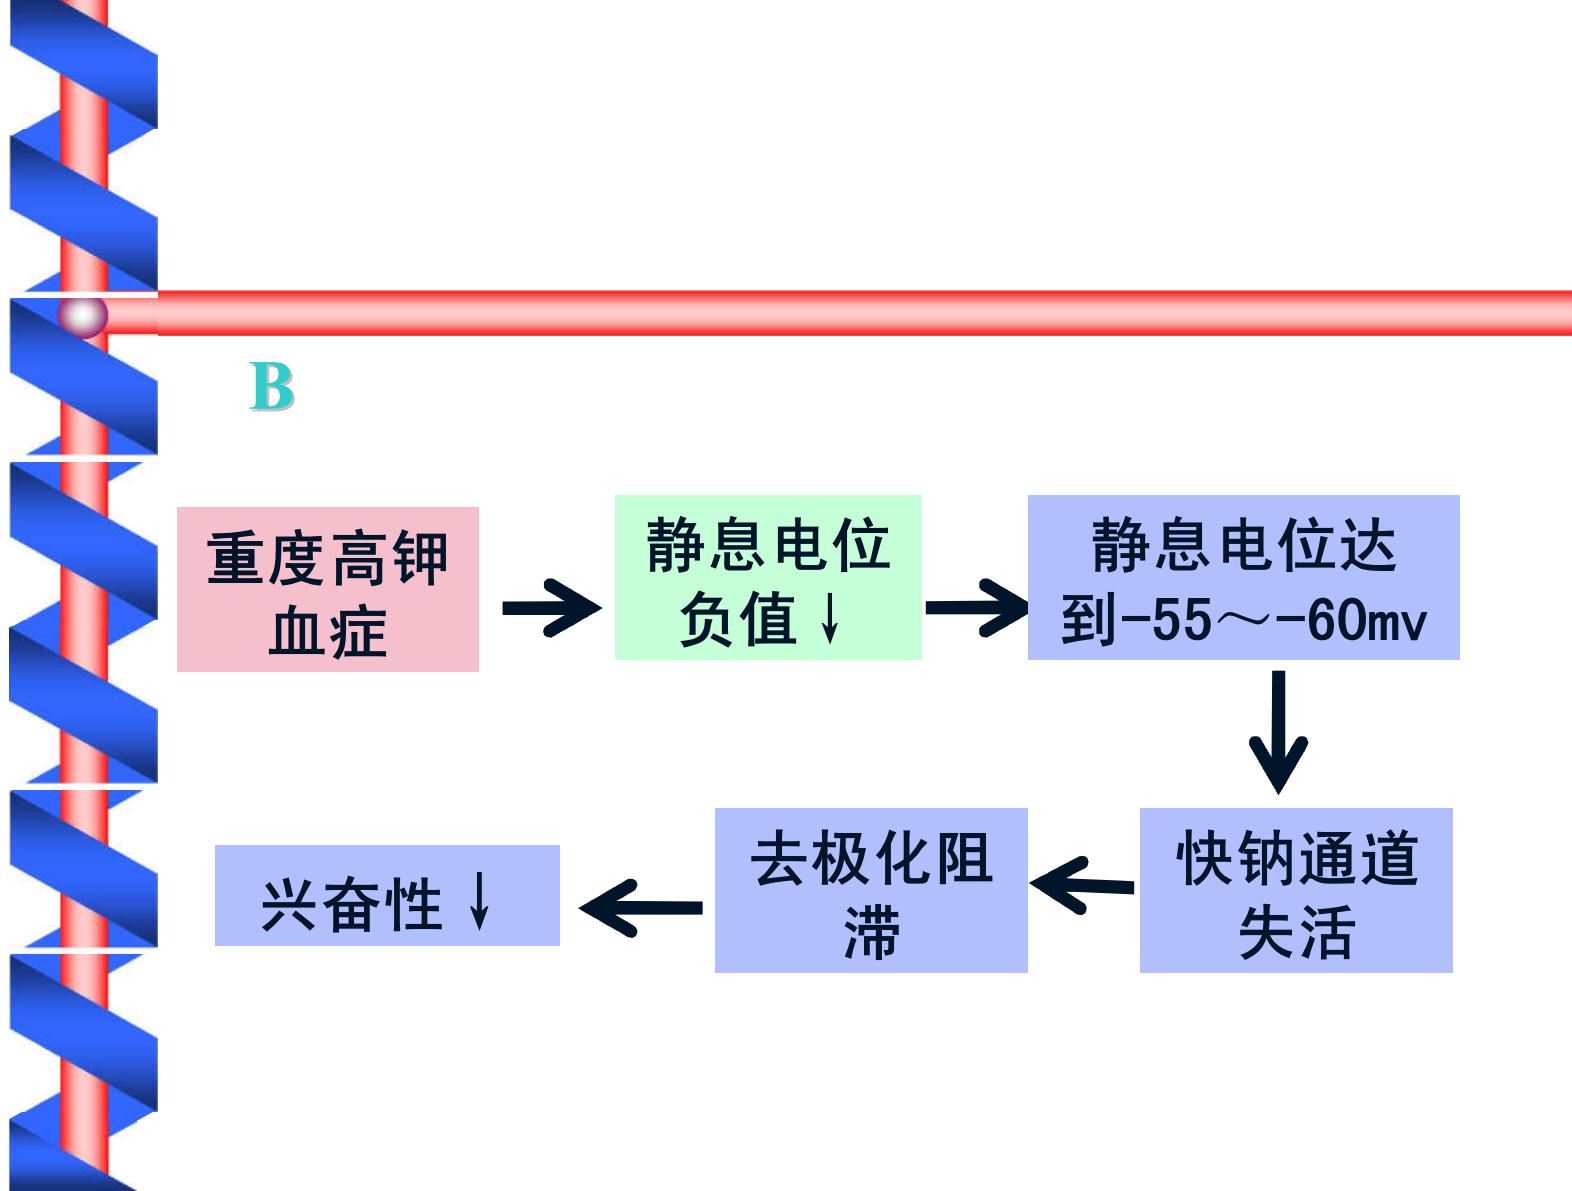 B
重度高钾
血症
静息电位
负值↓
静息电位达
到-55～-60mv
快钠通道
失活
去极化阻
滞
兴奋性↓